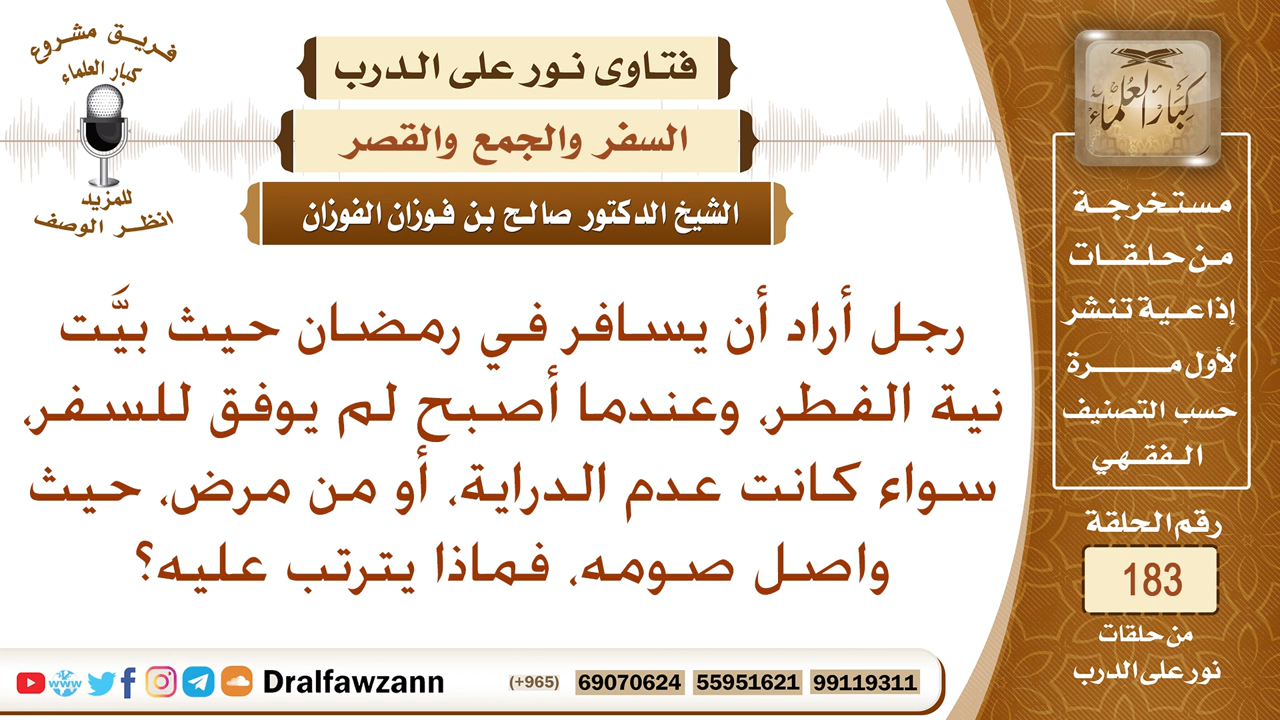 فريق مشروع
كبار العلماء
للمزيد
انظر الوصف
فتاوى نور على الدرب
السفر والجمع والقصر
الشيخ الدكتور صالح بن فوزان الفوزان
رجل أراد أن يسافر في رمضان حيث بيَّت
نية الفطر، وعندما أصبح لم يوفق للسفر،
سواء كانت عدم الدراية، أو من مرض، حيث
واصل صومه، فماذا يترتب عليه؟
كبار العلماء
مستخرجة
من حلقات
إذاعية تنشر
لأول مرة
حسب التصنيف
الفقهي
رقم الحلقة
183
من حلقات
نور على الدرب
www Dralfawzann (+965) 69070624 55951621 99119311